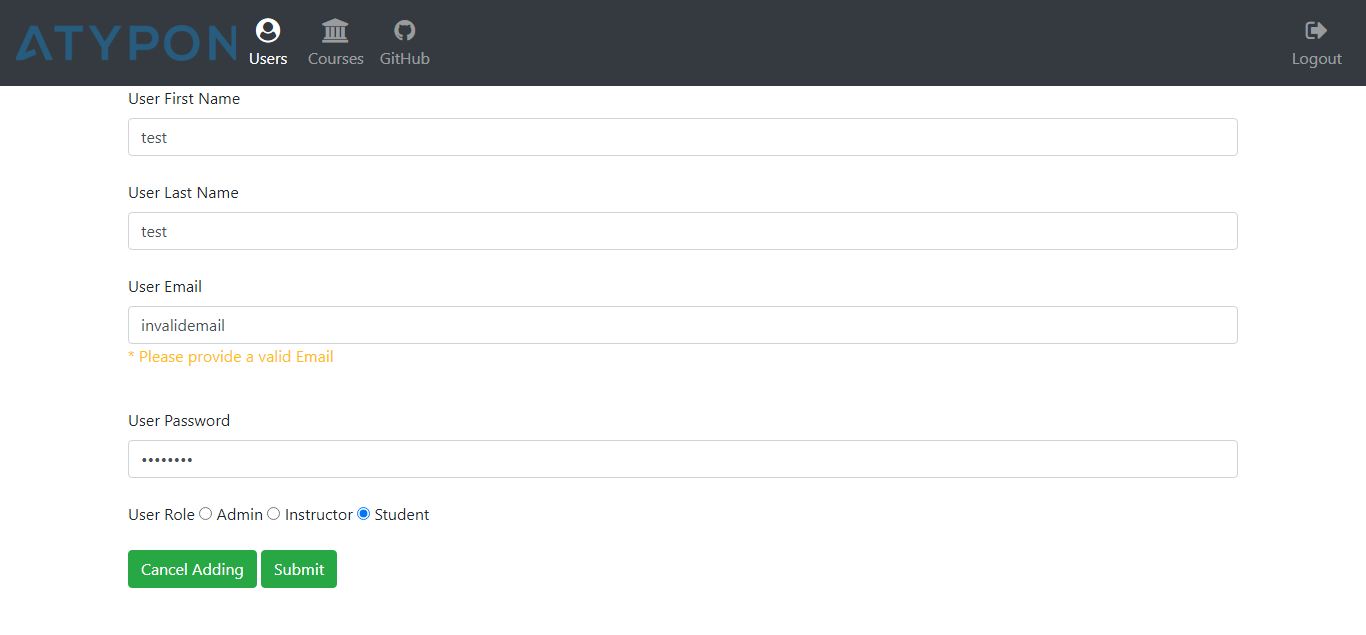 ATYPON
Users Courses GitHub Logout
User First Name
test
User Last Name
test
User Email
invalidemail
* Please provide a valid Email
User Password
••••••••
User Role Admin Instructor Student
Cancel Adding Submit